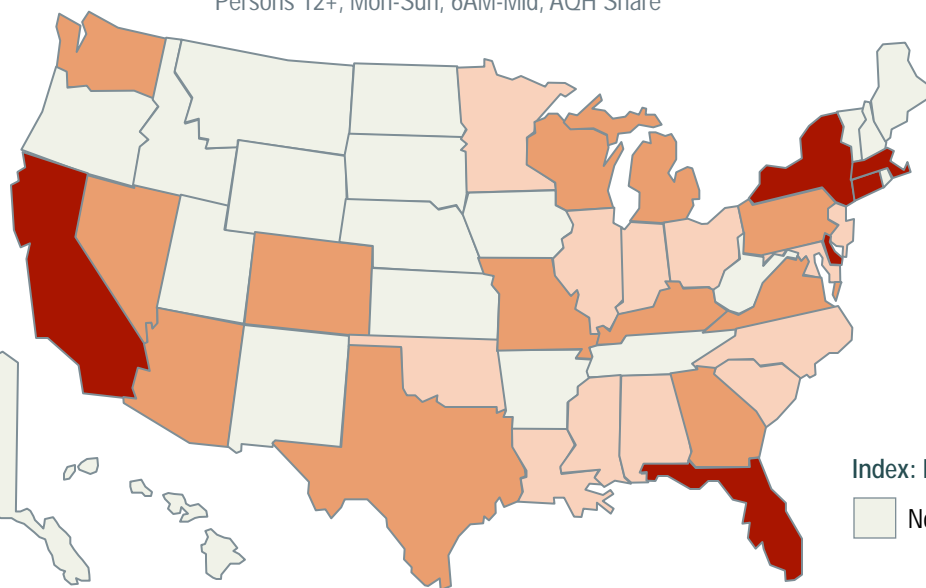 Persons 12+, Mon-Sun, 6AM-Mid, AQH Share
Index: